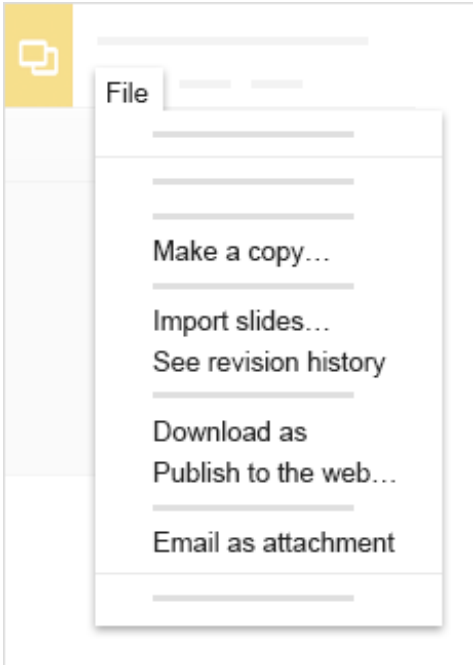 File
Make a copy…
Import slides…
See revision history
Download as
Publish to the web…
Email as attachment